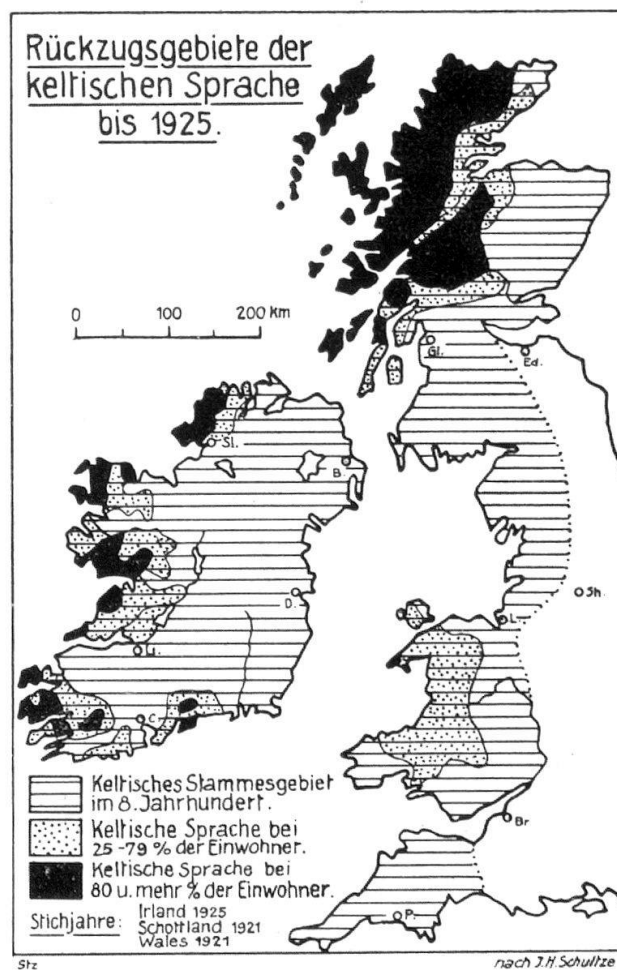 Rückzugsgebiete der
keltischen Sprache
bis 1925.
0 100 200 km
Gl.
Ed.
Sl.
B.
Sh.
D.
L.
Li.
C.
Br
P.
Keltisches Stammesgebiet
im 8. Jahrhundert.
Keltische Sprache bei
25-79 % der Einwohner.
Keltische Sprache bei
80 u. mehr % der Einwohner.
Stichjahre: Irland 1925
Schottland 1921
Wales 1921
Stz
nach J.H. Schultze